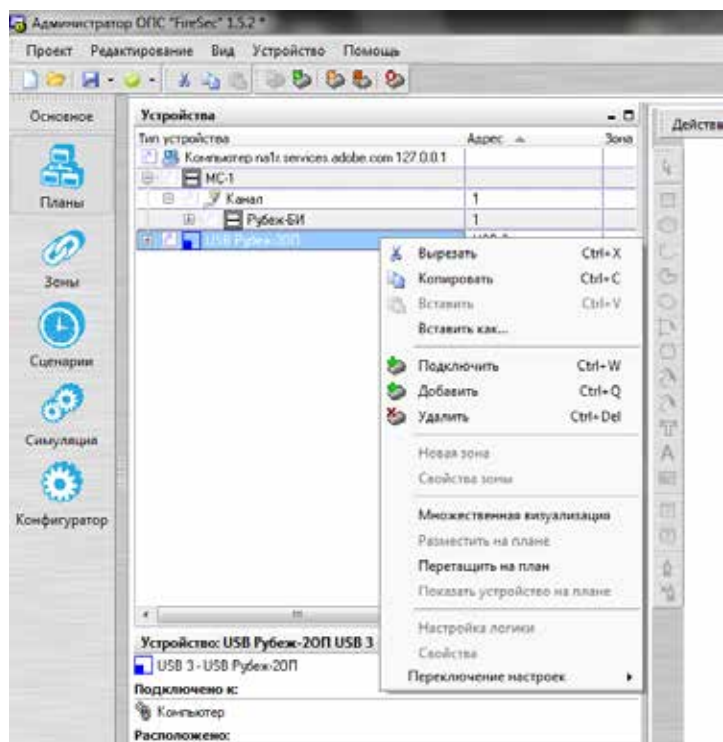 Администратор ОПС "FireSec" 1.5.2 *
Проект Редактирование Вид Устройство Помощь
Основное
Планы
Зоны
Сценарии
Симуляция
Конфигуратор
Устройства
Тип устройства Адрес Зона
Компьютер na1r.services.adobe.com 127.0.0.1
МС-1
Канал 1
Рубеж-БИ 1
USB Рубеж-2ОП
Вырезать Ctrl+X
Копировать Ctrl+C
Вставить Ctrl+V
Вставить как...
Подключить Ctrl+W
Добавить Ctrl+Q
Удалить Ctrl+Del
Новая зона
Свойства зоны
Множественная визуализация
Разместить на плане
Перетащить на план
Показать устройство на плане
Настройка логики
Свойства
Переключение настроек
Устройство: USB Рубеж-2ОП USB 3
USB 3 - USB Рубеж-2ОП
Подключено к:
Компьютер
Расположено: